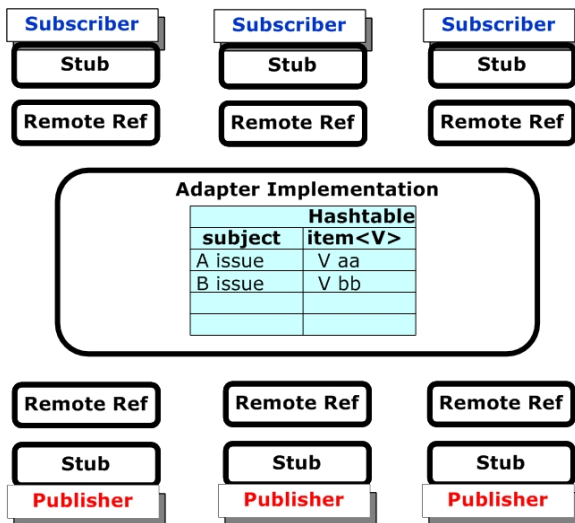 Subscriber Subscriber Subscriber
Stub Stub Stub
Remote Ref Remote Ref Remote Ref
Adapter Implementation
Hashtable
subject item<V>
A issue V aa
B issue V bb
Remote Ref Remote Ref Remote Ref
Stub Stub Stub
Publisher Publisher Publisher